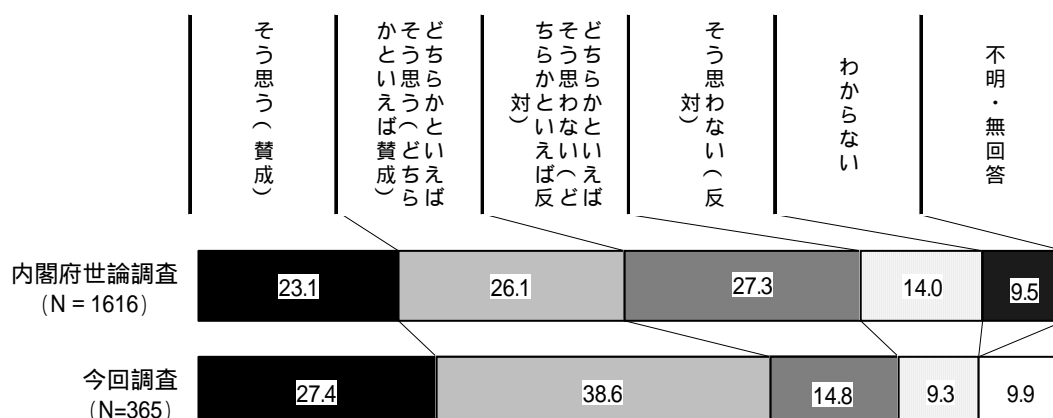 そう思う（賛成）
どちらかといえば
そう思う（どちら
かといえば賛成）
どちらかといえば
そう思わない（ど
ちらかといえば反
対）
そう思わない（反
対）
わからない
不明・無回答
内閣府世論調査
（N = 1616）
23.1
26.1
27.3
14.0
9.5
今回調査
（N=365）
27.4
38.6
14.8
9.3
9.9